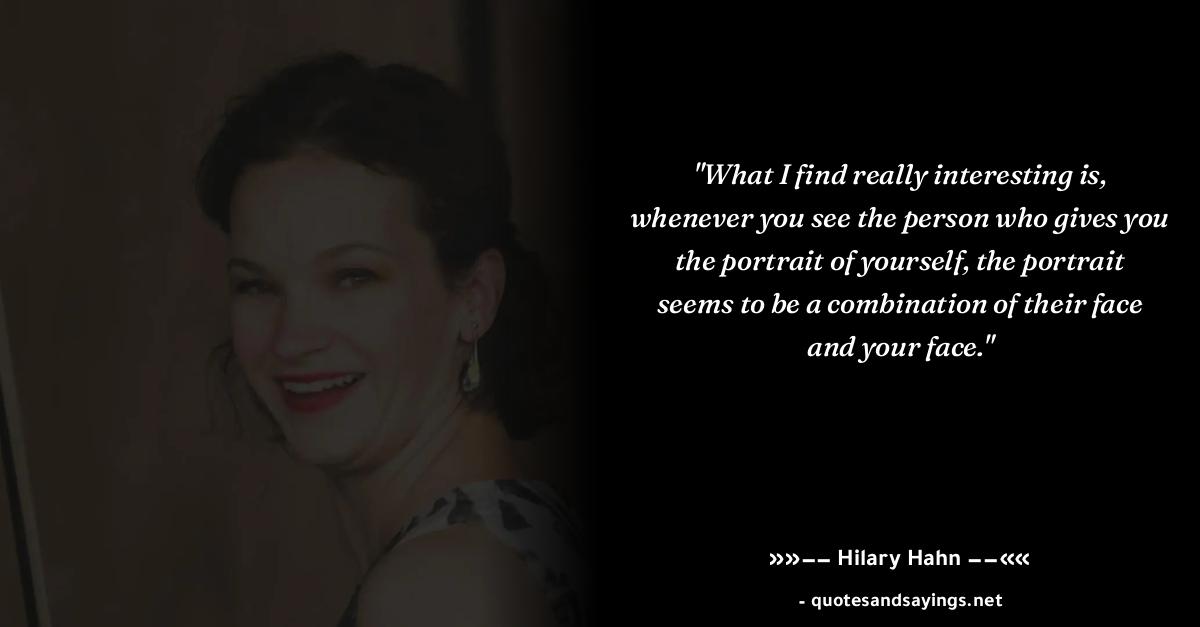 "What I find really interesting is,
whenever you see the person who gives you
the portrait of yourself, the portrait
seems to be a combination of their face
and your face."
»»−− Hilary Hahn −−««
- quotesandsayings.net